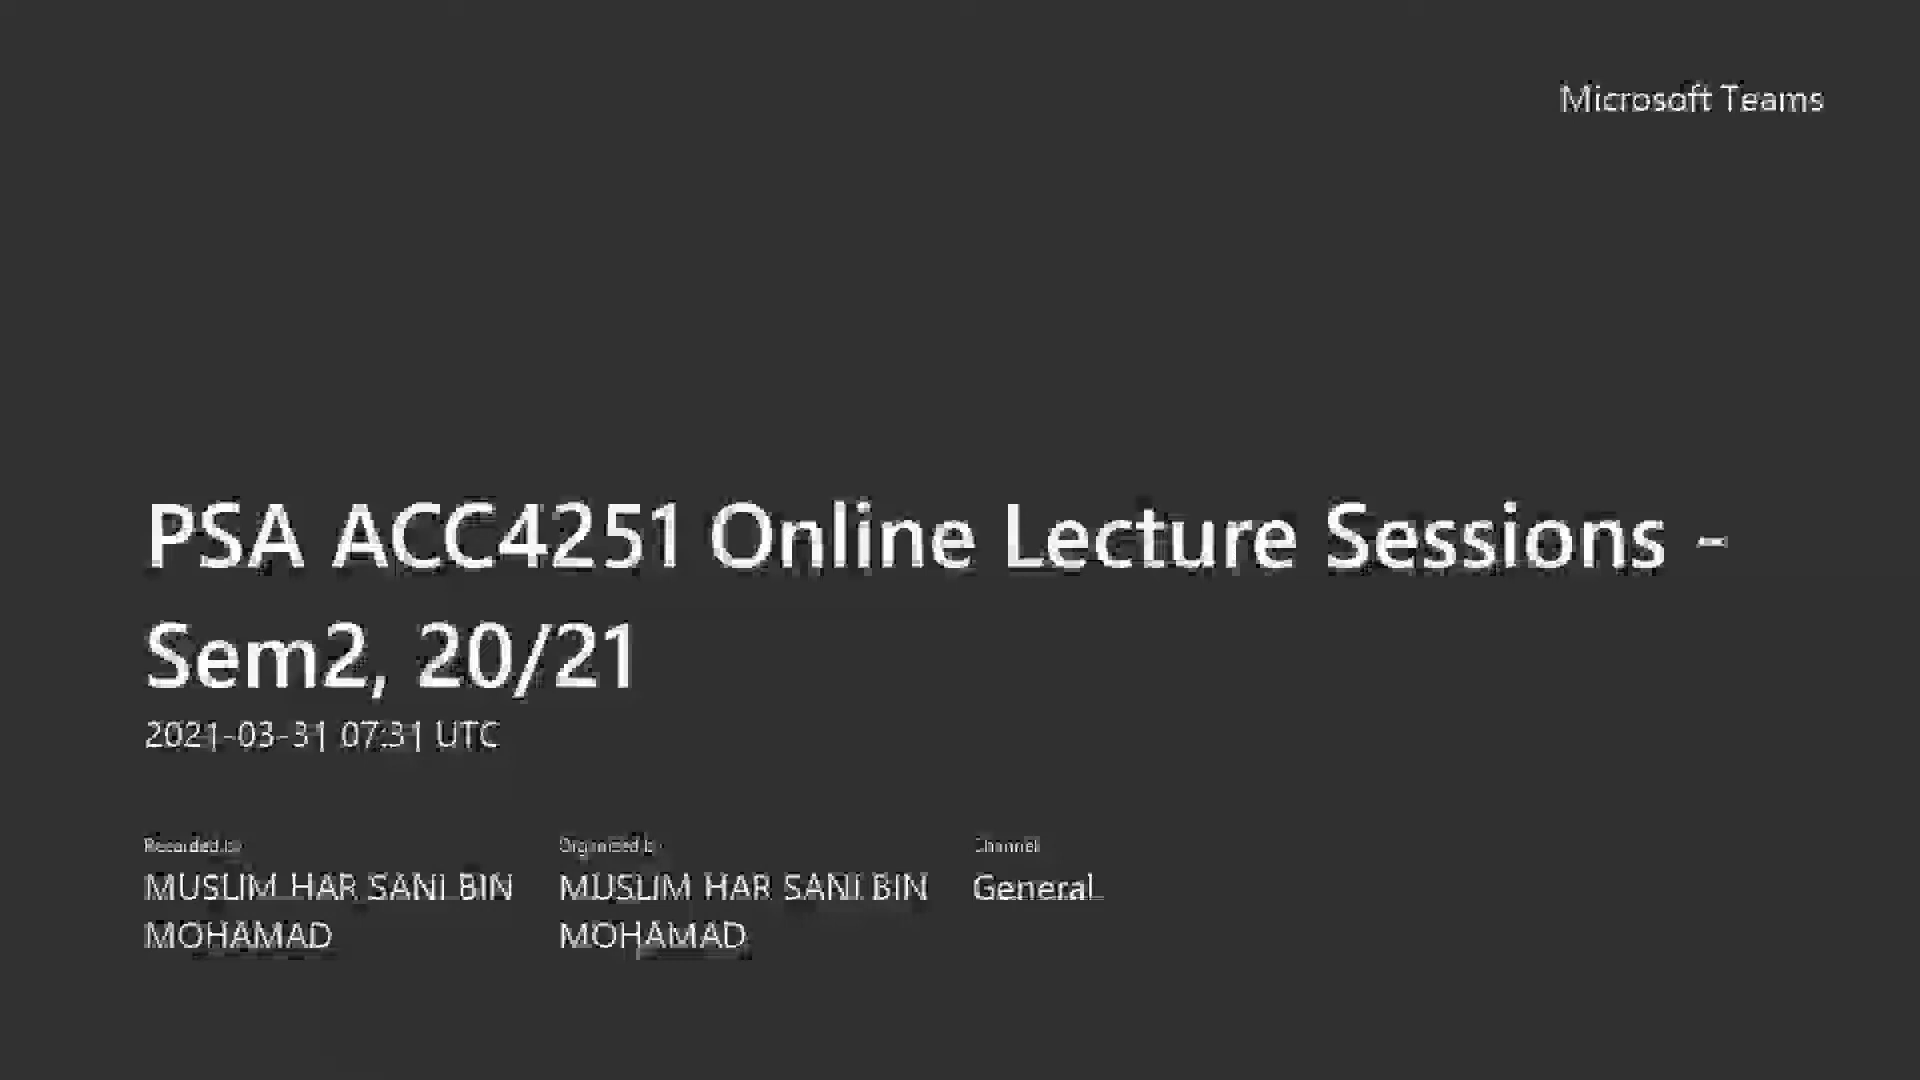 Microsoft Teams
PSA ACC4251 Online Lecture Sessions -
Sem2, 20/21
2021-03-31 07:31 UTC
Recorded by
Organized by
Channel
MUSLIM HAR SANI BIN
MOHAMAD
MUSLIM HAR SANI BIN
MOHAMAD
General